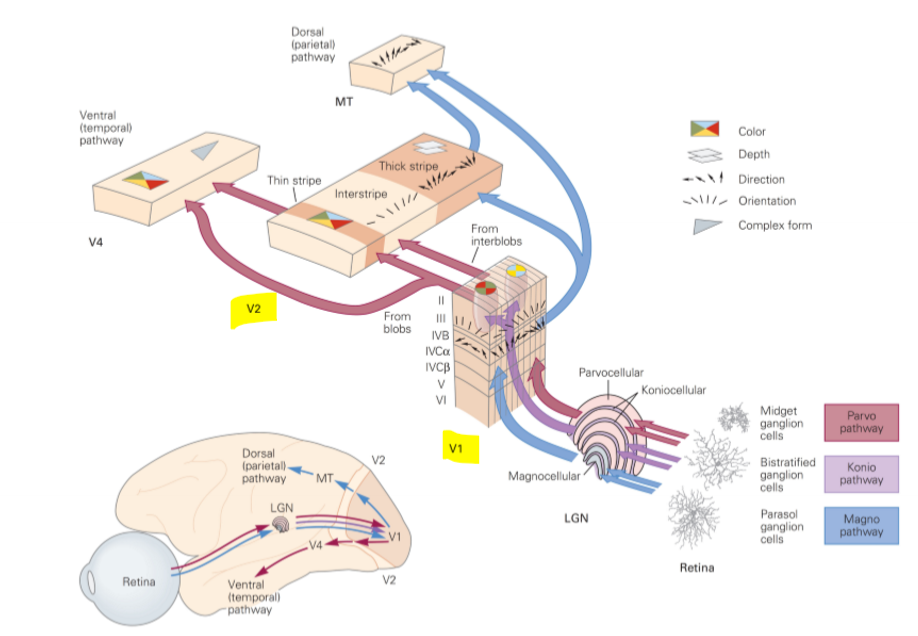 Dorsal
(parietal)
pathway
MT
Ventral
(temporal)
pathway
V4
Thin stripe
Interstripe
Thick stripe
V2
From
interblobs
From
blobs
Color
Depth
Direction
Orientation
Complex form
II
III
IVB
IVCα
IVCβ
V
VI
V1
Parvocellular
Koniocellular
Magnocellular
LGN
Midget
ganglion
cells
Parvo
pathway
Bistratified
ganglion
cells
Konio
pathway
Parasol
ganglion
cells
Magno
pathway
Retina
Dorsal
(parietal)
pathway
MT
V2
LGN
V1
V4
V2
Retina
Ventral
(temporal)
pathway